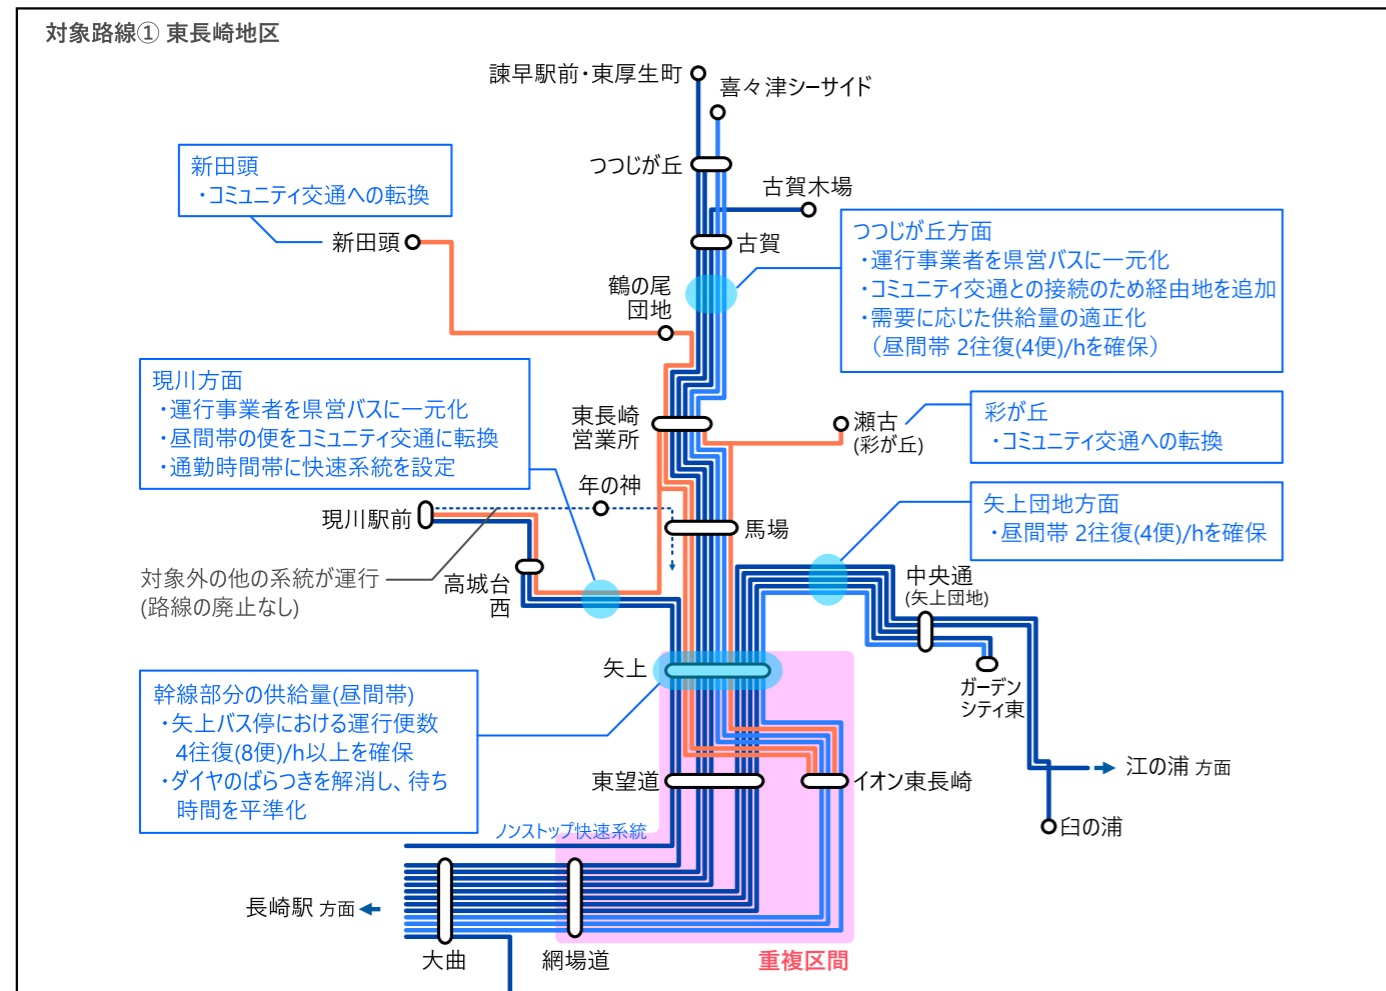 対象路線① 東長崎地区
諫早駅前・東厚生町
喜々津シーサイド
新田頭
・コミュニティ交通への転換
つつじが丘
古賀木場
新田頭
古賀
つつじが丘方面
・運行事業者を県営バスに一元化
・コミュニティ交通との接続のため経由地を追加
・需要に応じた供給量の適正化
（昼間帯 2往復(4便)/hを確保）
鶴の尾
団地
現川方面
・運行事業者を県営バスに一元化
・昼間帯の便をコミュニティ交通に転換
・通勤時間帯に快速系統を設定
東長崎
営業所
瀬古
(彩が丘)
彩が丘
・コミュニティ交通への転換
年の神
現川駅前
馬場
矢上団地方面
・昼間帯 2往復(4便)/hを確保
対象外の他の系統が運行
(路線の廃止なし)
高城台
西
中央通
(矢上団地)
矢上
ガーデン
シティ東
幹線部分の供給量(昼間帯)
・矢上バス停における運行便数
4往復(8便)/h以上を確保
・ダイヤのばらつきを解消し、待ち
時間を平準化
東望道
イオン東長崎
江の浦 方面
臼の浦
ノンストップ快速系統
長崎駅 方面
大曲
網場道
重複区間